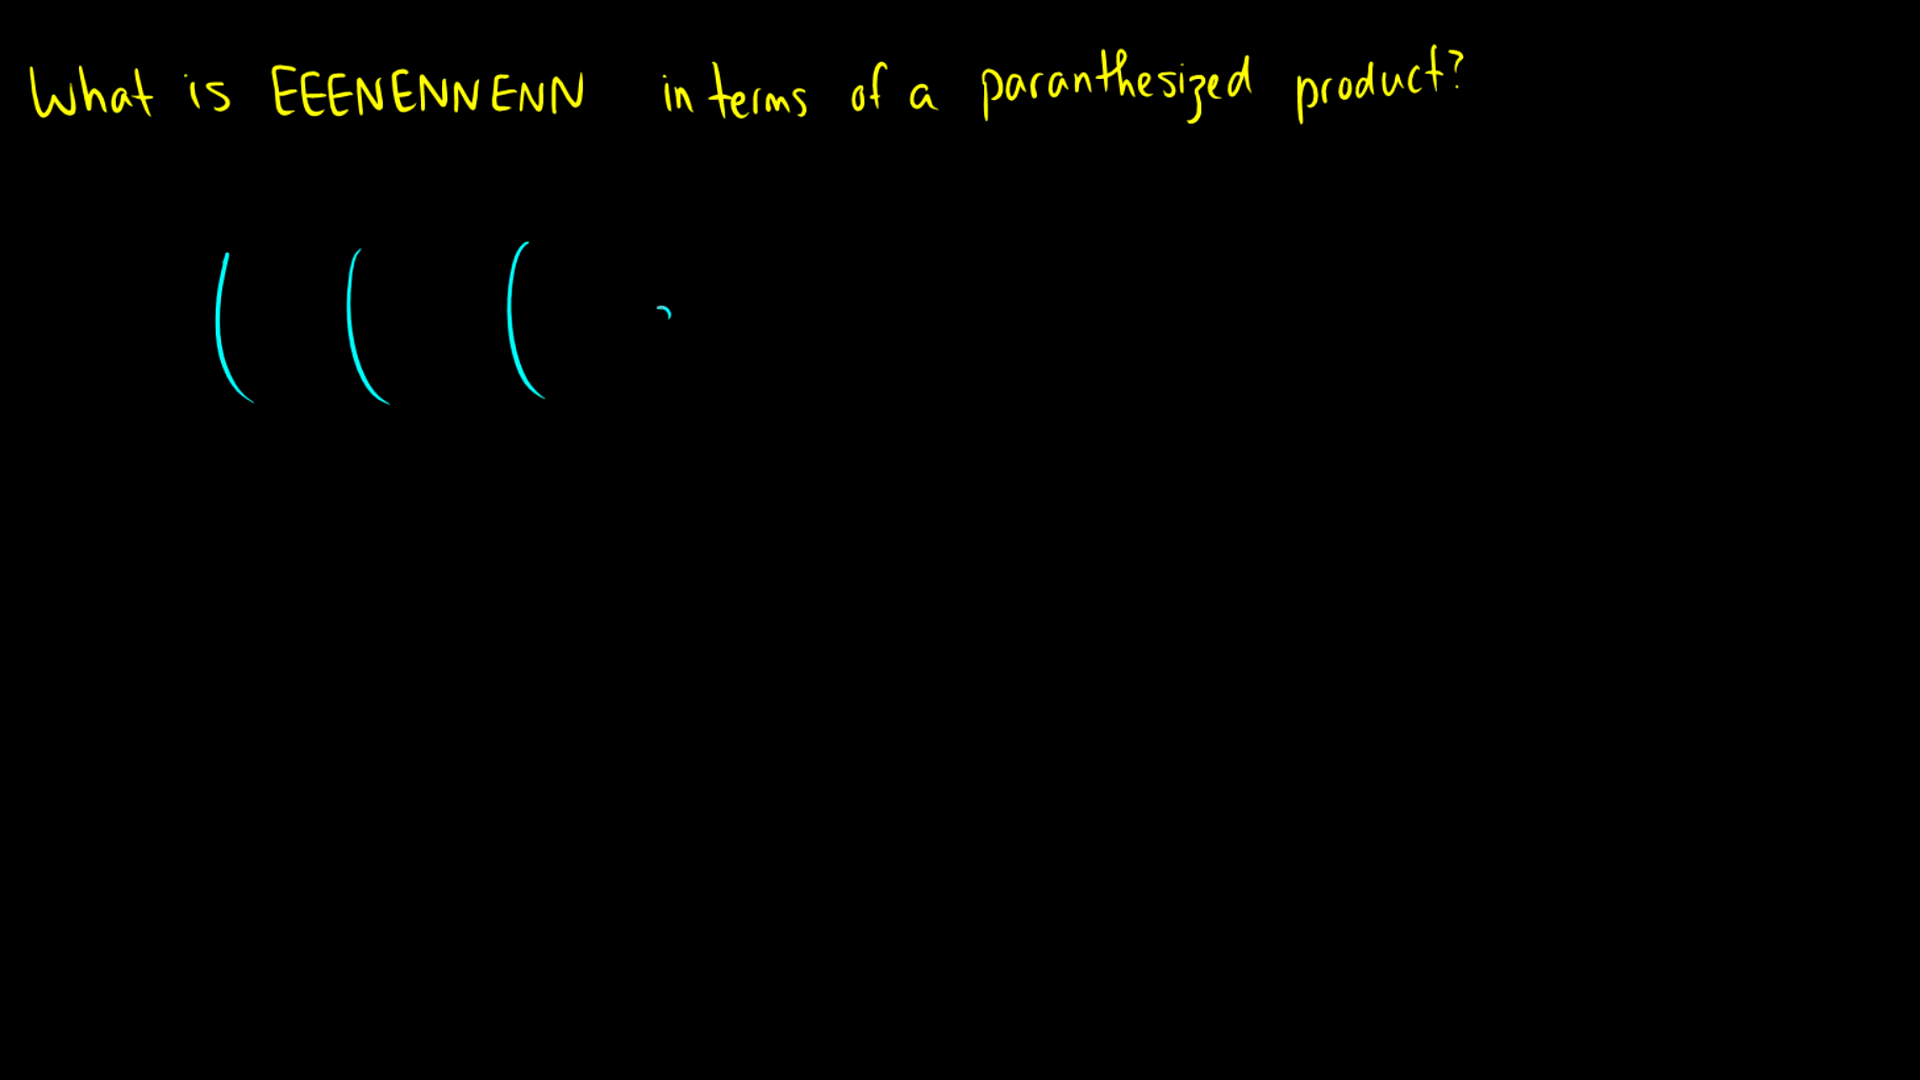 What is EEENENNENN in terms of a paranthesized product?
( ( (